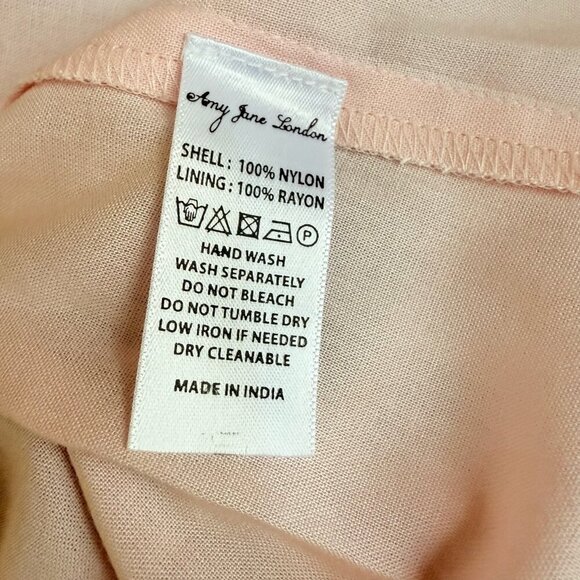 Amy Jane London
SHELL : 100% NYLON
LINING : 100% RAYON
P
HAND WASH
WASH SEPARATELY
DO NOT BLEACH
DO NOT TUMBLE DRY
LOW IRON IF NEEDED
DRY CLEANABLE
MADE IN INDIA